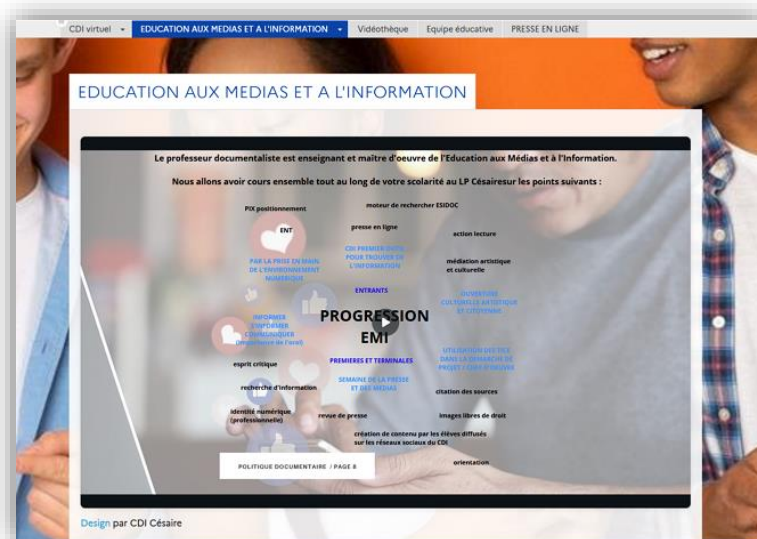 CDI virtuel
EDUCATION AUX MEDIAS ET A L'INFORMATION
Vidéothèque
Equipe éducative
PRESSE EN LIGNE
EDUCATION AUX MEDIAS ET A L'INFORMATION
Le professeur documentaliste est enseignant et maître d'oeuvre de l'Education aux Médias et à l'Information.
Nous allons avoir cours ensemble tout au long de votre scolarité au LP Césairesur les points suivants :
PIX positionnement
moteur de rechercher ESIDOC
ENT
presse en ligne
action lecture
PAR LA PRISE EN MAIN
DE L'ENVIRONNEMENT
NUMERIQUE
CDI PREMIER OUTIL
POUR TROUVER DE
L'INFORMATION
médiation artistique
et culturelle
ENTRANTS
OUVERTURE
CULTURELLE ARTISTIQUE
ET CITOYENNE
INFORMER
S'INFORMER
COMMUNIQUER
(importance de l'oral)
PROGRESSION
EMI
PREMIERES ET TERMINALES
UTILISATION DES TICE
DANS LA DEMARCHE DE
PROJET / CHEF D'OEUVRE
esprit critique
SEMAINE DE LA PRESSE
ET DES MEDIAS
recherche d'information
citation des sources
identité numérique
(professionnelle)
revue de presse
images libres de droit
création de contenu par les élèves diffusés
sur les réseaux sociaux du CDI
orientation
POLITIQUE DOCUMENTAIRE / PAGE 8
Design par CDI Césaire